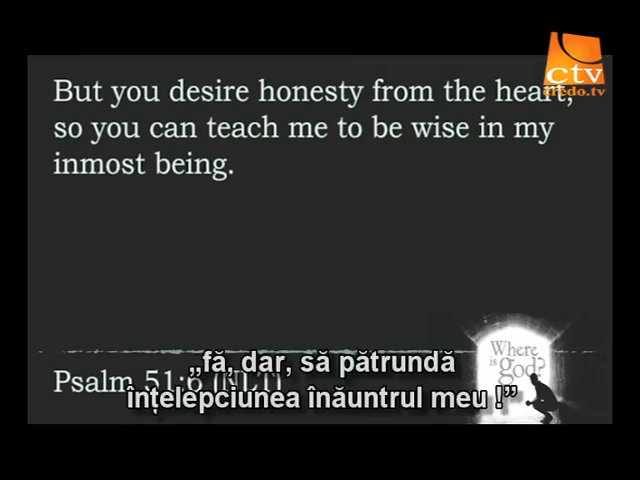 ctv
credo.tv
But you desire honesty from the heart,
so you can teach me to be wise in my
inmost being.
Where
is god?
„fă, dar, să pătrundă
Psalm 51:6 (NLT)
înțelepciunea înăuntrul meu !”